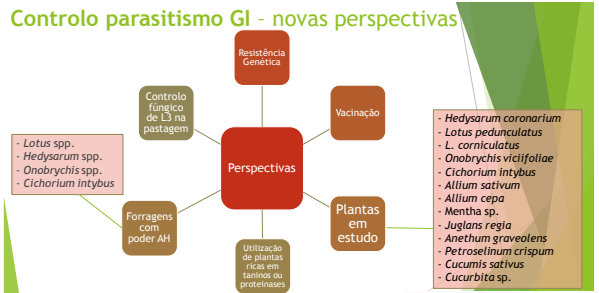 Controlo parasitismo GI – novas perspectivas
Resistência
Genética
Controlo
fúngico
de L3 na
pastagem
Vacinação
- Lotus spp.
- Hedysarum spp.
- Onobrychis spp.
- Cichorium intybus
Perspectivas
- Hedysarum coronarium
- Lotus pedunculatus
- L. corniculatus
- Onobrychis viciifoliae
- Cichorium intybus
- Allium sativum
- Allium cepa
- Mentha sp.
- Juglans regia
- Anethum graveolens
- Petroselinum crispum
- Cucumis sativus
- Cucurbita sp.
Forragens
com
poder AH
Plantas
em
estudo
Utilização
de plantas
ricas em
taninos ou
proteinases